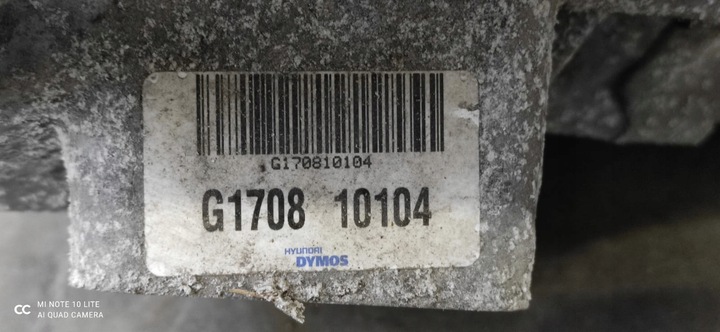 G170810104
G1708 10104
HYUNDAI
DYMOS
MI NOTE 10 LITE
AI QUAD CAMERA